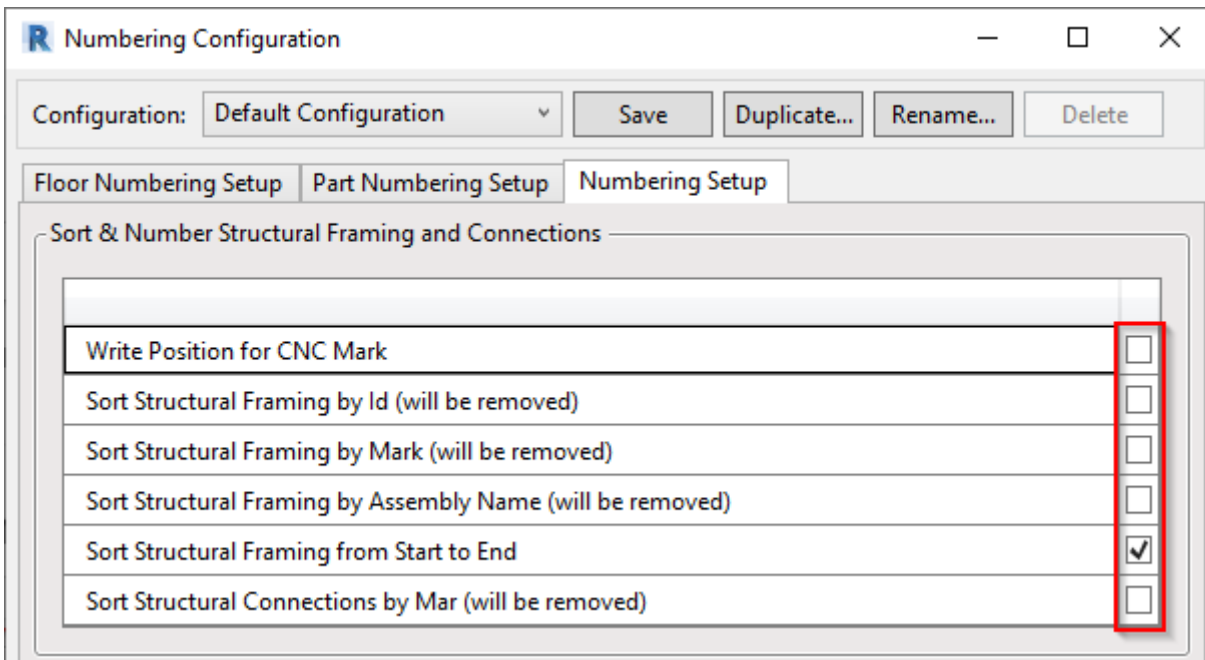 Numbering Configuration
Configuration: Default Configuration Save Duplicate... Rename... Delete
Floor Numbering Setup Part Numbering Setup Numbering Setup
Sort & Number Structural Framing and Connections
Write Position for CNC Mark
Sort Structural Framing by Id (will be removed)
Sort Structural Framing by Mark (will be removed)
Sort Structural Framing by Assembly Name (will be removed)
Sort Structural Framing from Start to End
Sort Structural Connections by Mar (will be removed)